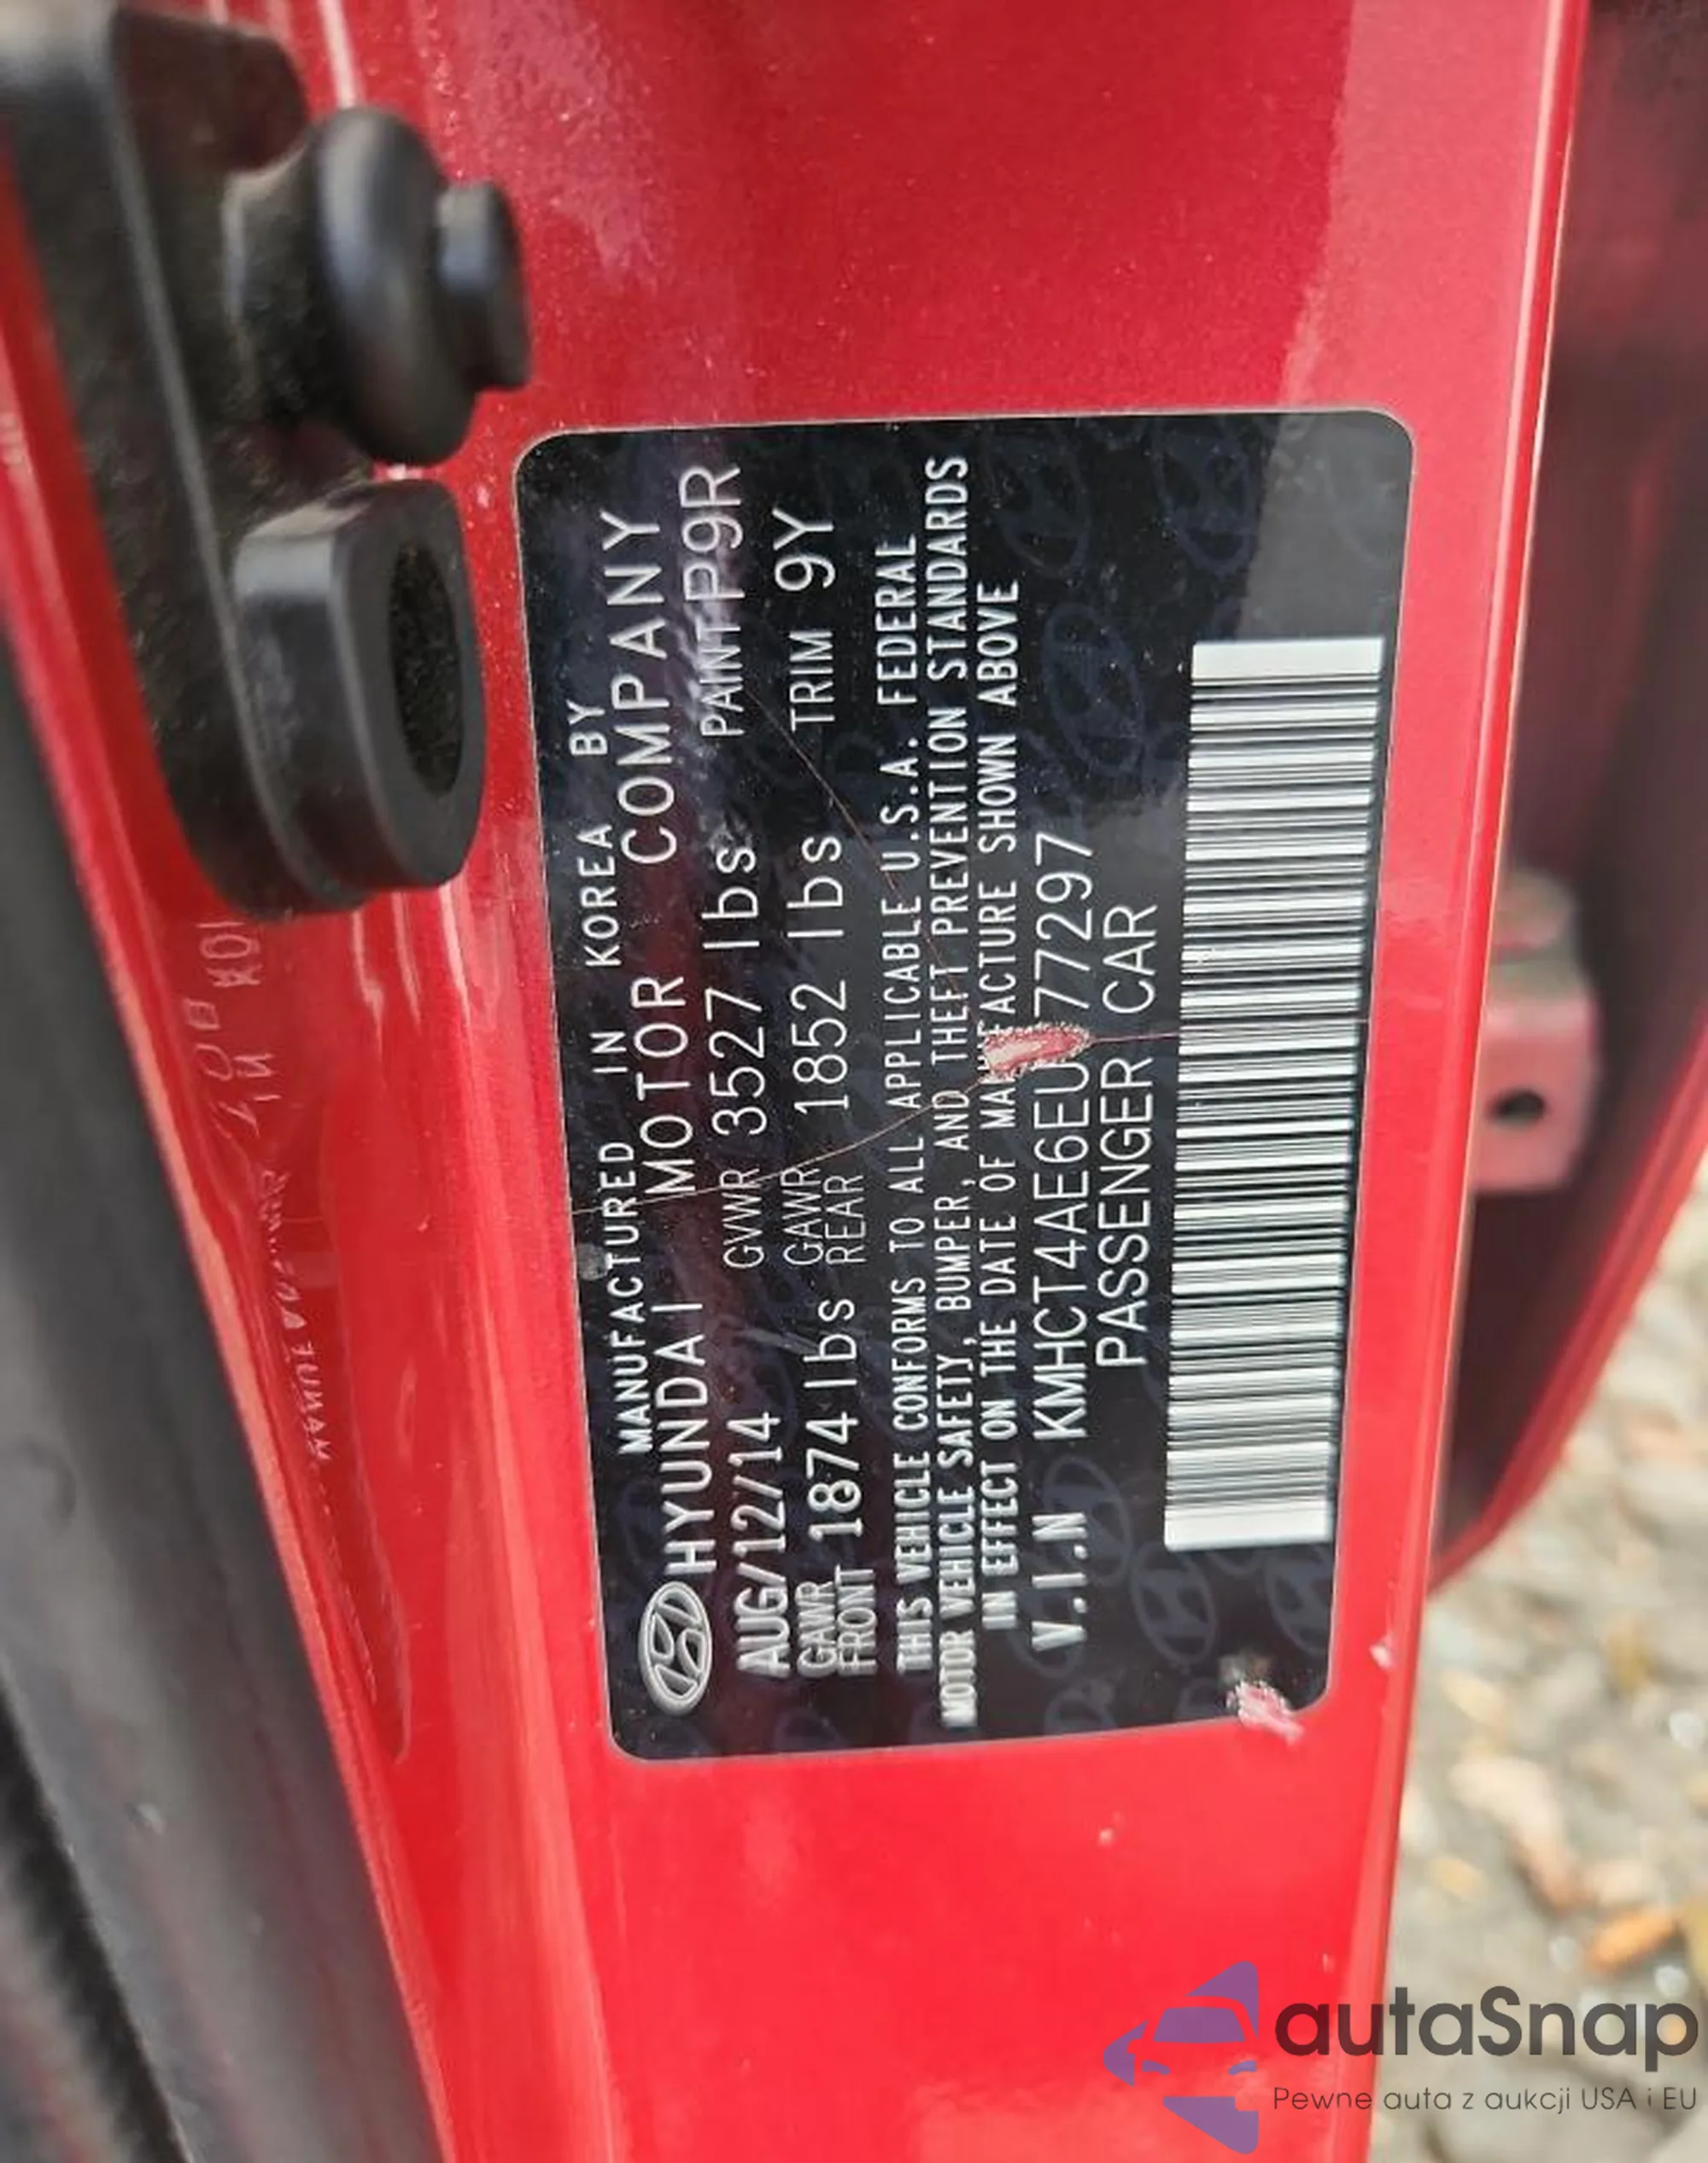 MANUFACTURED IN KOREA BY
HYUNDAI MOTOR COMPANY
AUG/12/14 GVWR 3527 lbs PAINT P9R
GAWR FRONT 1874 lbs GAWR REAR 1852 lbs TRIM 9Y
THIS VEHICLE CONFORMS TO ALL APPLICABLE U.S.A. FEDERAL
MOTOR VEHICLE SAFETY, BUMPER, AND THEFT PREVENTION STANDARDS
IN EFFECT ON THE DATE OF MANUFACTURE SHOWN ABOVE
V.I.N KMHCT4AE6EU 77297
PASSENGER CAR
autaSnap
Pewne auta z aukcji USA i EU